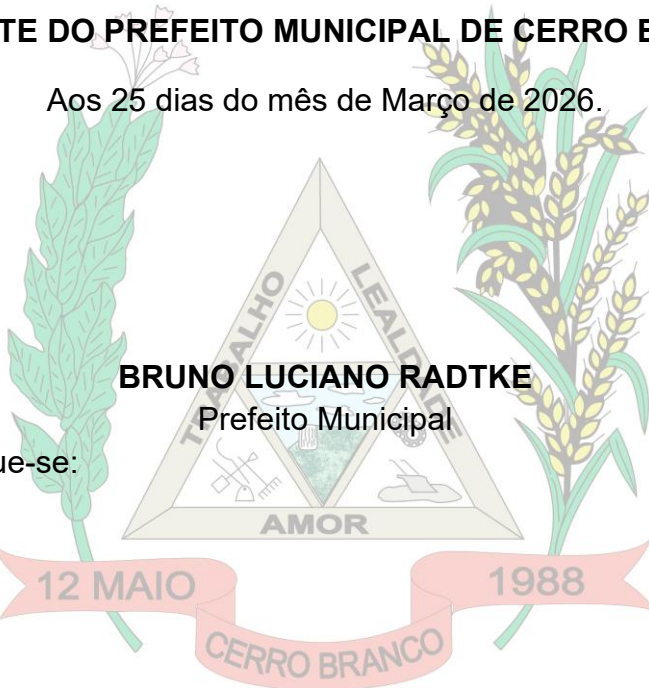 TE DO PREFEITO MUNICIPAL DE CERRO
Aos 25 dias do mês de Março de 2026.
TRABALHO
LEALDADE
BRUNO LUCIANO RADTKE
Prefeito Municipal
ue-se:
AMOR
12 MAIO
1988
CERRO BRANCO